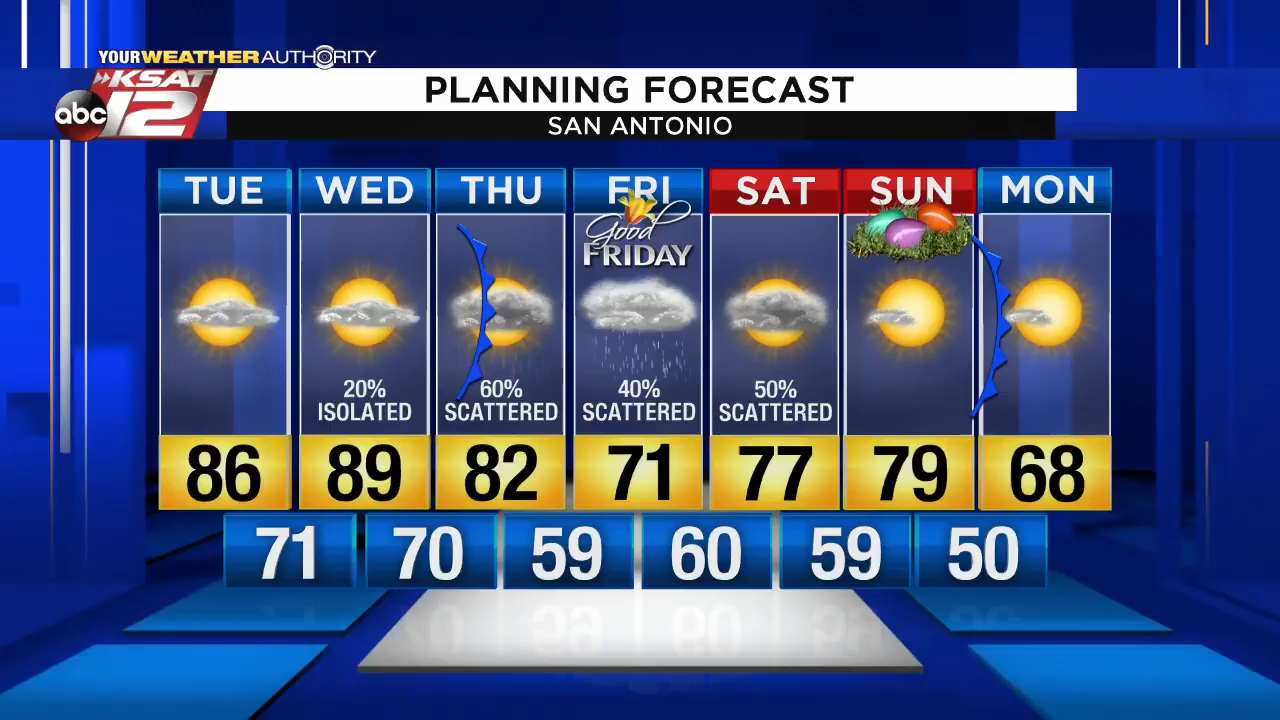 YOURWEATHERAUTHORITY
KSAT
abc 12
PLANNING FORECAST
SAN ANTONIO
TUE WED THU FRI SAT SUN MON
Good
FRIDAY
20% 60% 40% 50%
ISOLATED SCATTERED SCATTERED SCATTERED
86 89 82 71 77 79 68
71 70 59 60 59 50